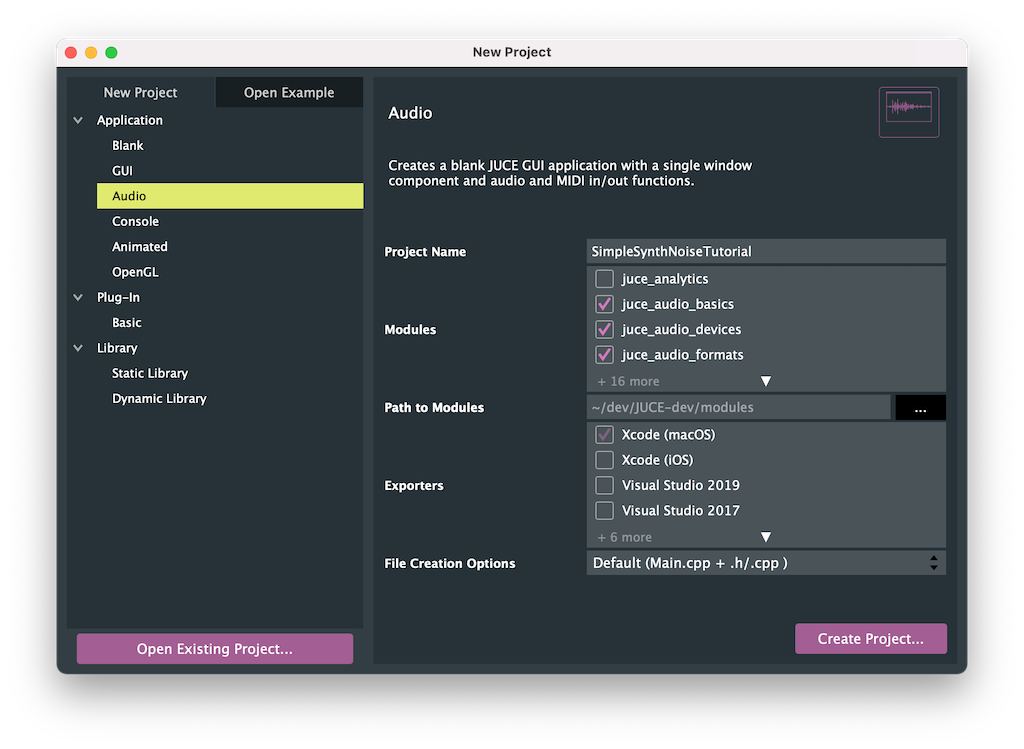 New Project
New Project
Open Example
Application
Blank
GUI
Audio
Console
Animated
OpenGL
Plug-In
Basic
Library
Static Library
Dynamic Library
Open Existing Project...
Audio
Creates a blank JUCE GUI application with a single window
component and audio and MIDI in/out functions.
Project Name
SimpleSynthNoiseTutorial
Modules
juce_analytics
juce_audio_basics
juce_audio_devices
juce_audio_formats
+ 16 more
Path to Modules
~/dev/JUCE-dev/modules
...
Exporters
Xcode (macOS)
Xcode (iOS)
Visual Studio 2019
Visual Studio 2017
+ 6 more
File Creation Options
Default (Main.cpp + .h/.cpp )
Create Project...